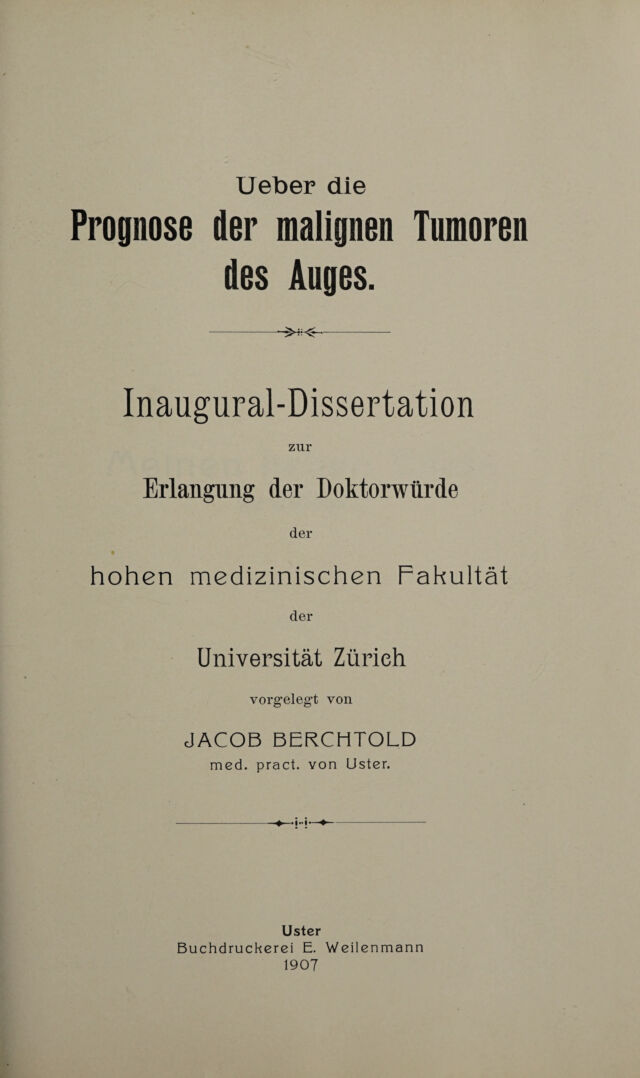 Ueber die
Prognose der malignen Tumoren
des Auges.
Inaugural-Dissertation
zur
Erlangung der Doktorwürde
der
hohen medizinischen Fakultät
der
Universität Zürich
vorgelegt von
JACOB BERCHTOLD
med. pract. von Uster.
Uster
Buchdruckerei E. Weilenmann
1907